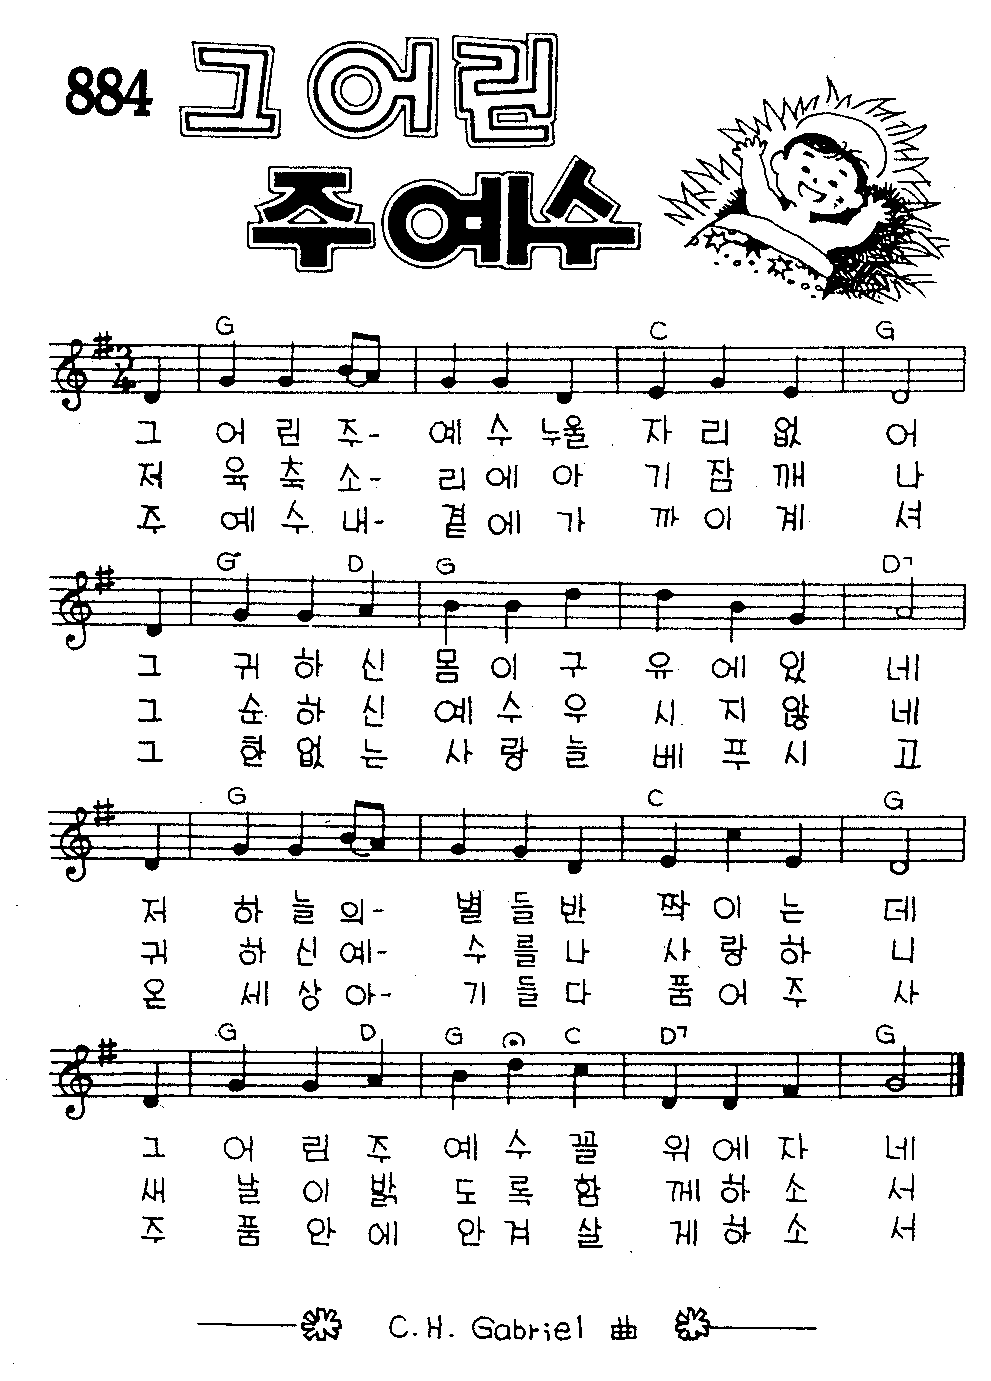 884 그 어린
주예수
G C G
그 어 린 주- 예 수 누울 자 리 없 어
저 육 축 소- 리 에 아 기 잠 깨 나
주 예 수 내- 곁 에 가 까 이 계 셔
G D G D7
그 귀 하 신 몸 이 구 유 에 있 네
그 순 하 신 예 수 우 시 지 않 네
그 한 없 는 사 랑 늘 베 푸 시 고
G C G
저 하 늘 의- 별 들 반 짝 이 는 데
귀 하 신 예- 수 를 나 사 랑 하 니
온 세 상 아- 기 들 다 품 어 주 사
G D G C D7 G
그 어 림 주 예 수 꼴 위 에 자 네
새 날 이 밝 도 록 함 께 하 소 서
주 품 안 에 안 겨 살 게 하 소 서
C. H. Gabriel 曲